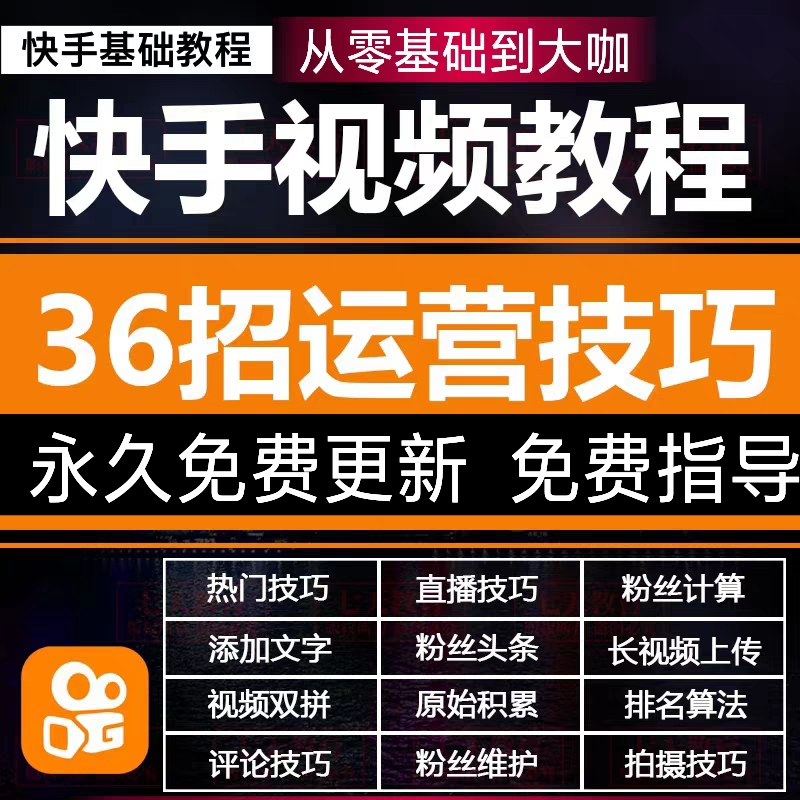 快手基础教程 从零基础到大咖
快手视频教程
36招运营技巧
永久免费更新 免费指导
热门技巧 直播技巧 粉丝计算
添加文字 粉丝头条 长视频上传
视频双拼 原始积累 排名算法
评论技巧 粉丝维护 拍摄技巧